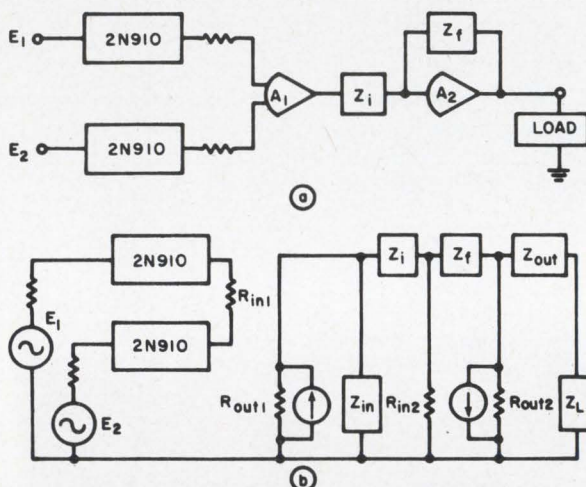 E1
2N910
Zf
A1
Zi
A2
E2
2N910
LOAD
a
b
2N910
Zi
Zf
Zout
Rin1
E1
2N910
Rout1
Zin
Rin2
Rout2
ZL
E2